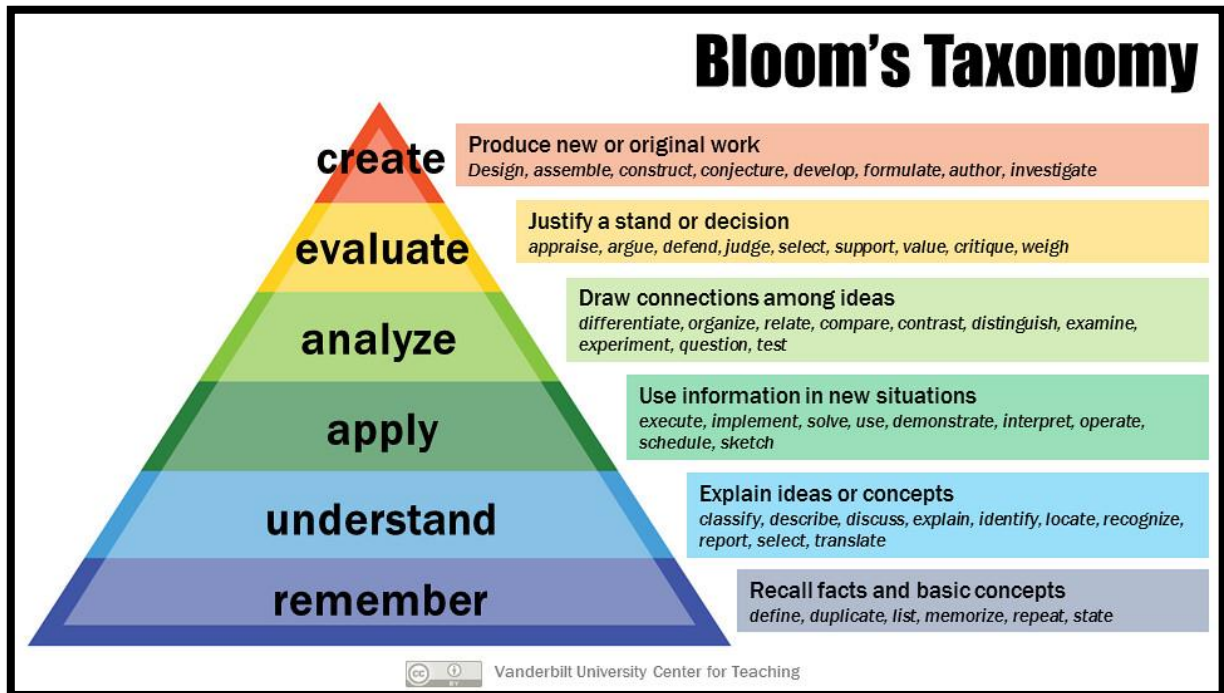 Bloom's Taxonomy
create
Produce new or original work
Design, assemble, construct, conjecture, develop, formulate, author, investigate
evaluate
Justify a stand or decision
appraise, argue, defend, judge, select, support, value, critique, weigh
analyze
Draw connections among ideas
differentiate, organize, relate, compare, contrast, distinguish, examine,
experiment, question, test
apply
Use information in new situations
execute, implement, solve, use, demonstrate, interpret, operate,
schedule, sketch
understand
Explain ideas or concepts
classify, describe, discuss, explain, identify, locate, recognize,
report, select, translate
remember
Recall facts and basic concepts
define, duplicate, list, memorize, repeat, state
cc BY Vanderbilt University Center for Teaching